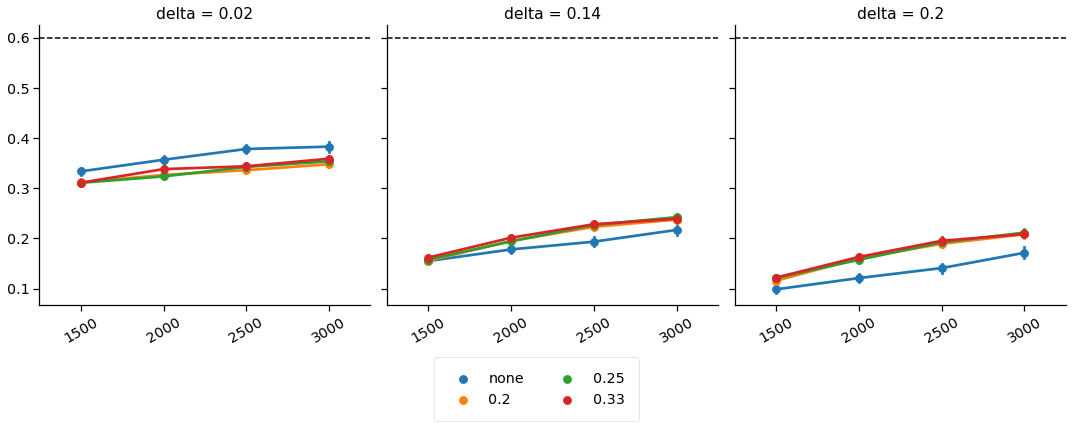 delta = 0.02
delta = 0.14
delta = 0.2
0.6
0.5
0.4
0.3
0.2
0.1
1500 2000 2500 3000
1500 2000 2500 3000
1500 2000 2500 3000
none 0.25
0.2 0.33